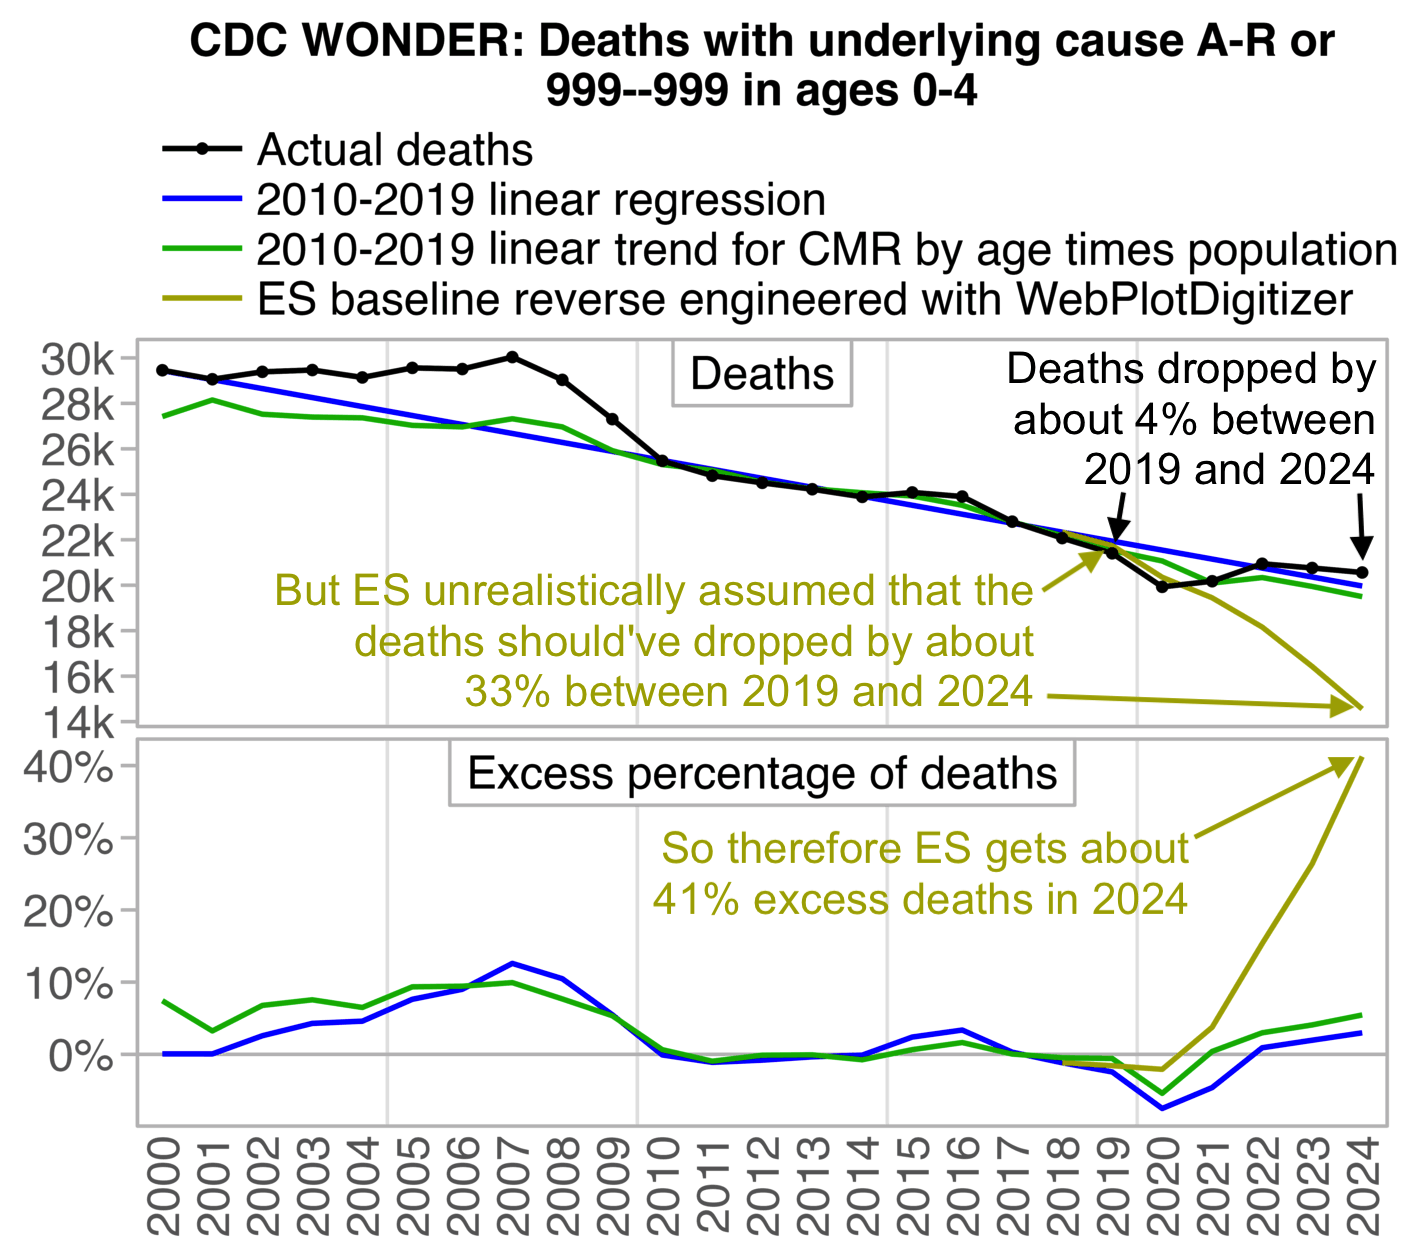 CDC WONDER: Deaths with underlying cause A-R or
999--999 in ages 0-4
Actual deaths
2010-2019 linear regression
2010-2019 linear trend for CMR by age times population
ES baseline reverse engineered with WebPlotDigitizer
30k
28k
26k
24k
22k
20k
18k
16k
14k
Deaths
Deaths dropped by
about 4% between
2019 and 2024
But ES unrealistically assumed that the
deaths should've dropped by about
33% between 2019 and 2024
40%
30%
20%
10%
0%
Excess percentage of deaths
So therefore ES gets about
41% excess deaths in 2024
2000
2001
2002
2003
2004
2005
2006
2007
2008
2009
2010
2011
2012
2013
2014
2015
2016
2017
2018
2019
2020
2021
2022
2023
2024